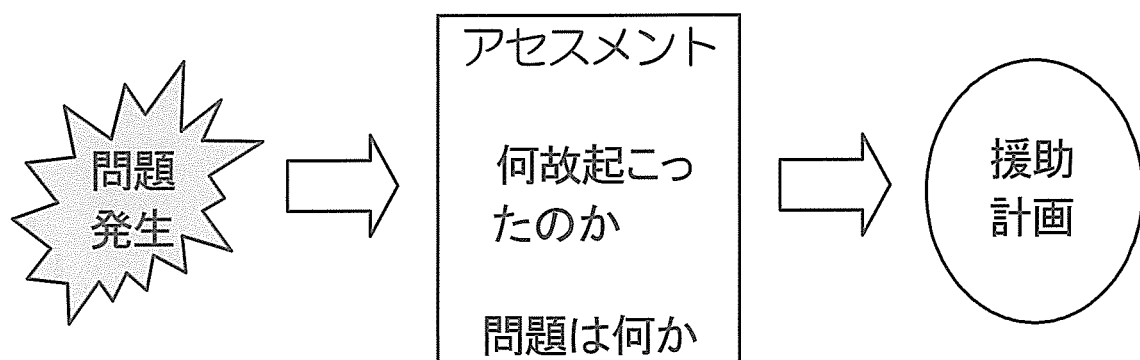 問題
発生
アセスメント
何故起こっ
たのか
問題は何か
援助
計画